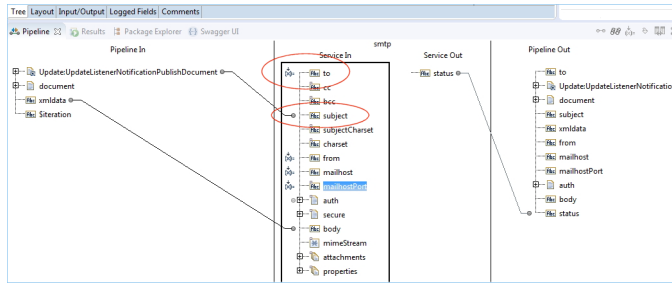 Tree Layout Input/Output Logged Fields Comments
Pipeline Results Package Explorer Swagger UI
Pipeline In
smtp
Service In
Service Out
Pipeline Out
Update:UpdateListenerNotificationPublishDocument
document
xmldata
$iteration
to
cc
bcc
subject
subjectCharset
charset
from
mailhost
mailhostPort
auth
secure
body
mimeStream
attachments
properties
status
to
Update:UpdateListenerNotificatio
document
subject
xmldata
from
mailhost
mailhostPort
auth
body
status